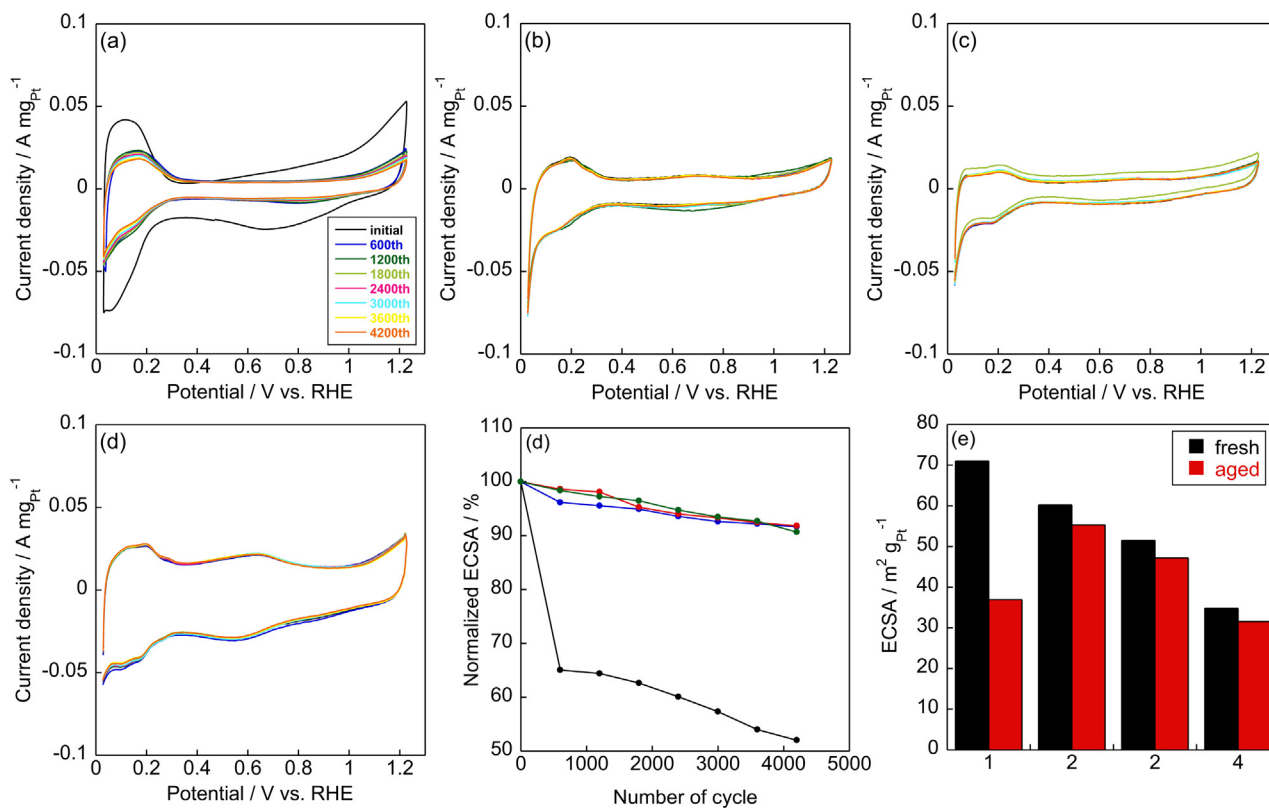 (a)
0.1
0.05
0
-0.05
-0.1
Current density / A mgPt-1
0 0.2 0.4 0.6 0.8 1 1.2
Potential / V vs. RHE
initial
600th
1200th
1800th
2400th
3000th
3600th
4200th
(b)
0.1
0.05
0
-0.05
-0.1
Current density / A mgPt-1
0 0.2 0.4 0.6 0.8 1 1.2
Potential / V vs. RHE
(c)
0.1
0.05
0
-0.05
-0.1
Current density / A mgPt-1
0 0.2 0.4 0.6 0.8 1 1.2
Potential / V vs. RHE
(d)
0.1
0.05
0
-0.05
-0.1
Current density / A mgPt-1
0 0.2 0.4 0.6 0.8 1 1.2
Potential / V vs. RHE
(d)
110
100
90
80
70
60
50
Normalized ECSA / %
0 1000 2000 3000 4000 5000
Number of cycle
(e)
fresh
aged
80
70
60
50
40
30
20
10
0
ECSA / m2 gPt-1
1 2 2 4